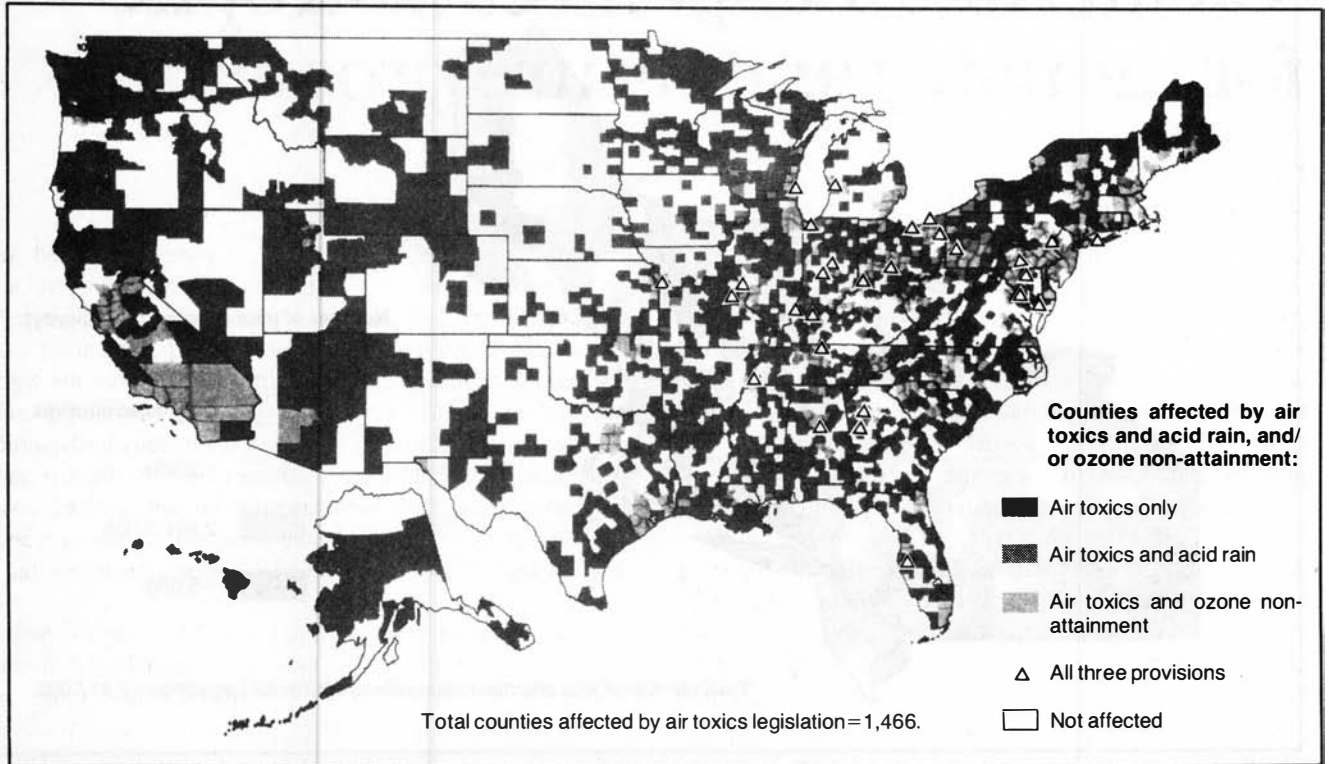 Counties affected by air
toxics and acid rain, and/
or ozone non-attainment:
Air toxics only
Air toxics and acid rain
Air toxics and ozone non-
attainment
All three provisions
Not affected
Total counties affected by air toxics legislation=1,466.